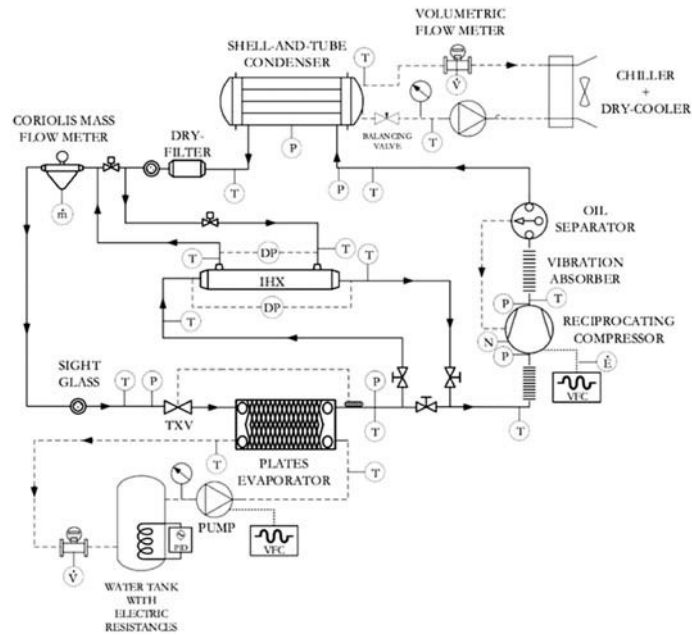 VOLUMETRIC
FLOW METER
SHELL-AND-TUBE
CONDENSER
T
V̇
CHILLER
+
DRY-COOLER
CORIOLIS MASS
FLOW METER
DRY-
FILTER
P
BALANCING
VALVE
T
ṁ
T
P
T
OIL
SEPARATOR
T
DP
T
T
VIBRATION
ABSORBER
IHX
DP
P
T
T
RECIPROCATING
COMPRESSOR
N
P
Ė
SIGHT
GLASS
VFC
T
P
P
TXV
T
T
PLATES
EVAPORATOR
T
T
PUMP
PID
VFC
V̇
WATER TANK
WITH
ELECTRIC
RESISTANCES